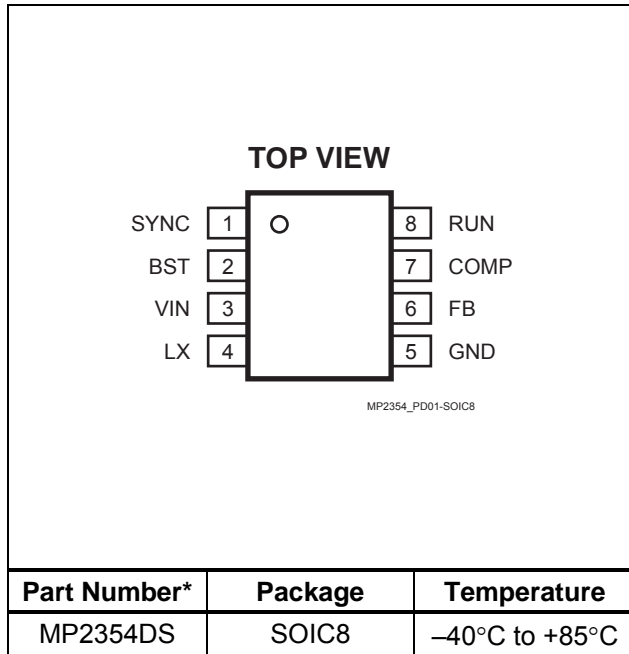 TOP VIEW
SYNC 1 8 RUN
BST 2 7 COMP
VIN 3 6 FB
LX 4 5 GND
MP2354_PD01-SOIC8
Part Number* Package Temperature
MP2354DS SOIC8 –40°C to +85°C